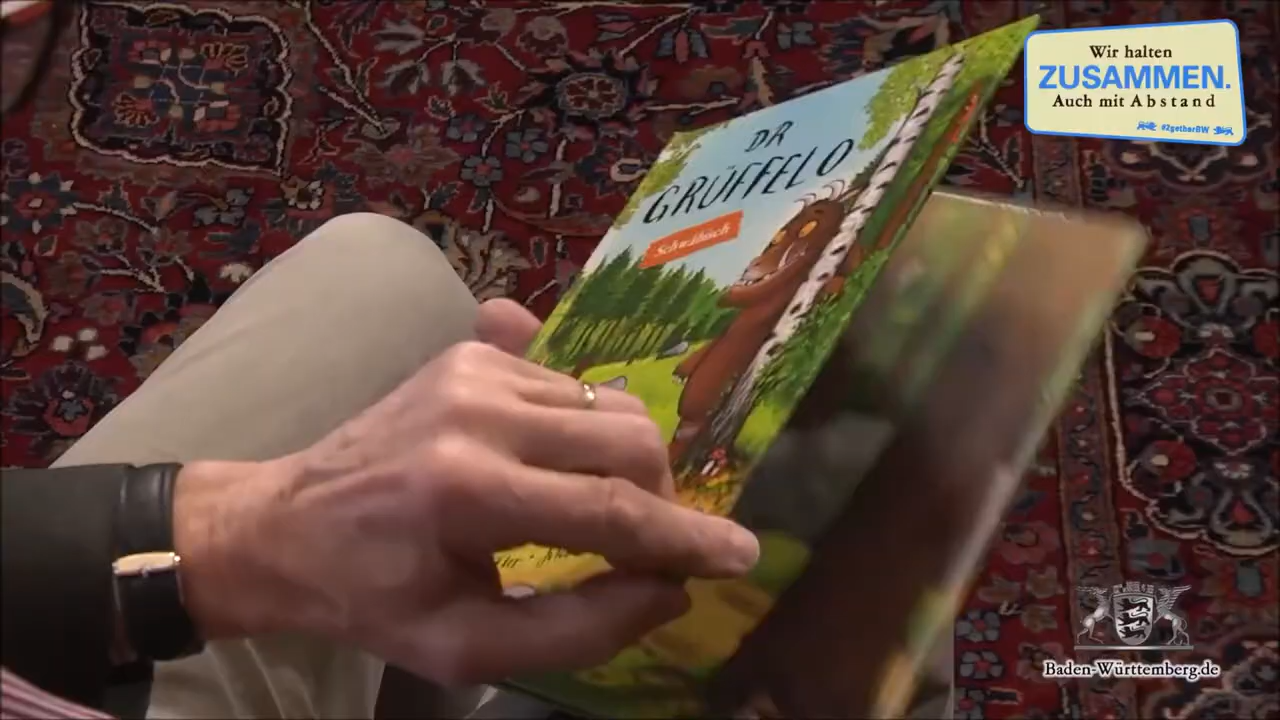 Wir halten
ZUSAMMEN.
Auch mit Abstand
#2getherBW
DR
GRÜFFELO
Schwäbisch
Baden-Württemberg.de